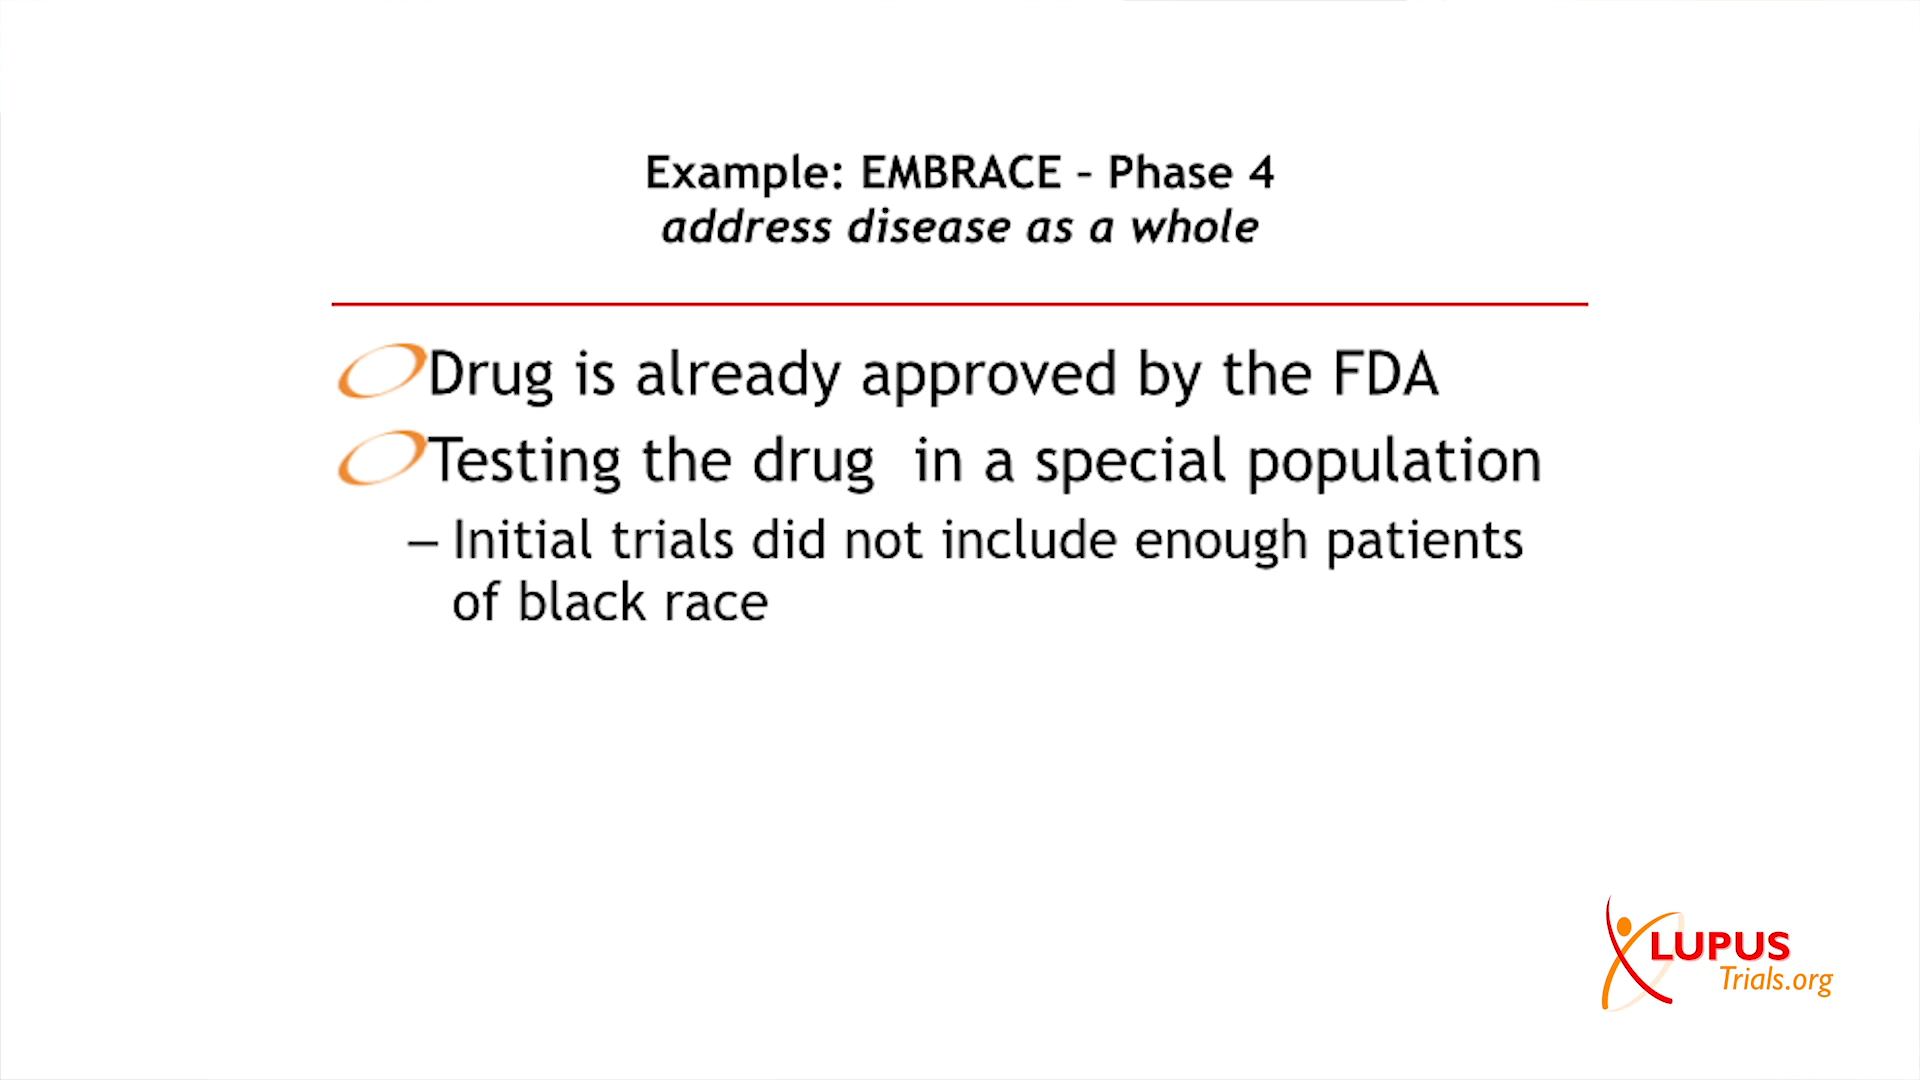 Example: EMBRACE – Phase 4
address disease as a whole
Drug is already approved by the FDA
Testing the drug  in a special population
– Initial trials did not include enough patients
of black race
LUPUS
Trials.org